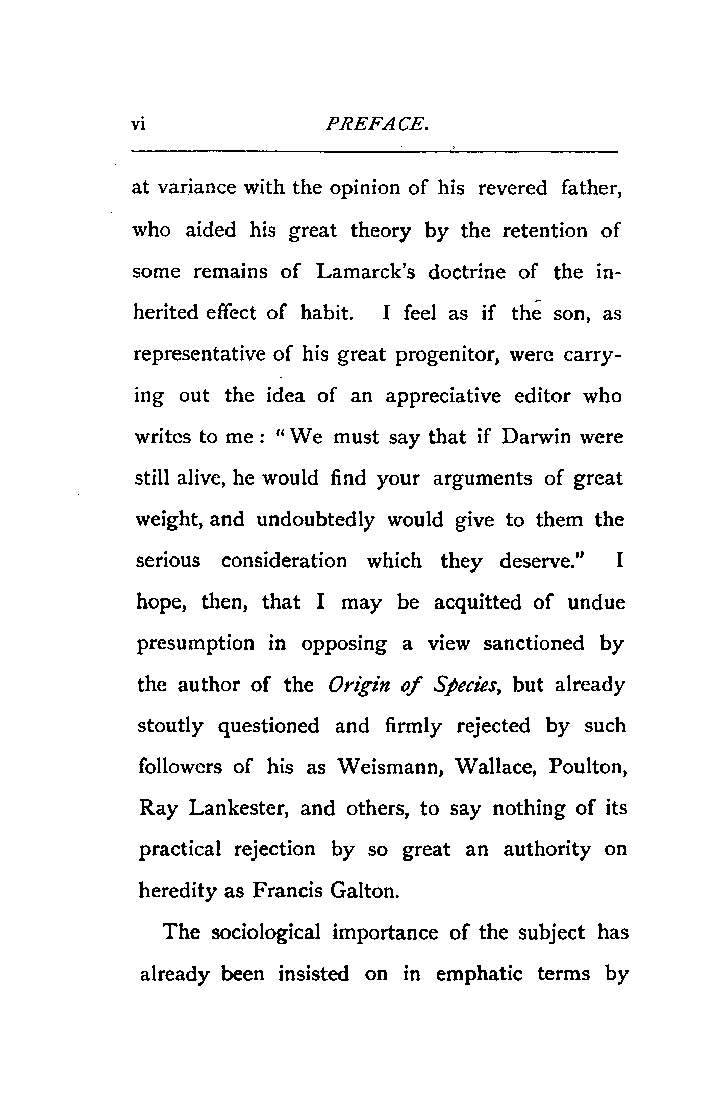 vi PREFACE.
at variance with the opinion of his revered father,
who aided his great theory by the retention of
some remains of Lamarck's doctrine of the in-
herited effect of habit. I feel as if the son, as
representative of his great progenitor, were carry-
ing out the idea of an appreciative editor who
writes to me : "We must say that if Darwin were
still alive, he would find your arguments of great
weight, and undoubtedly would give to them the
serious consideration which they deserve." I
hope, then, that I may be acquitted of undue
presumption in opposing a view sanctioned by
the author of the Origin of Species, but already
stoutly questioned and firmly rejected by such
followers of his as Weismann, Wallace, Poulton,
Ray Lankester, and others, to say nothing of its
practical rejection by so great an authority on
heredity as Francis Galton.
The sociological importance of the subject has
already been insisted on in emphatic terms by